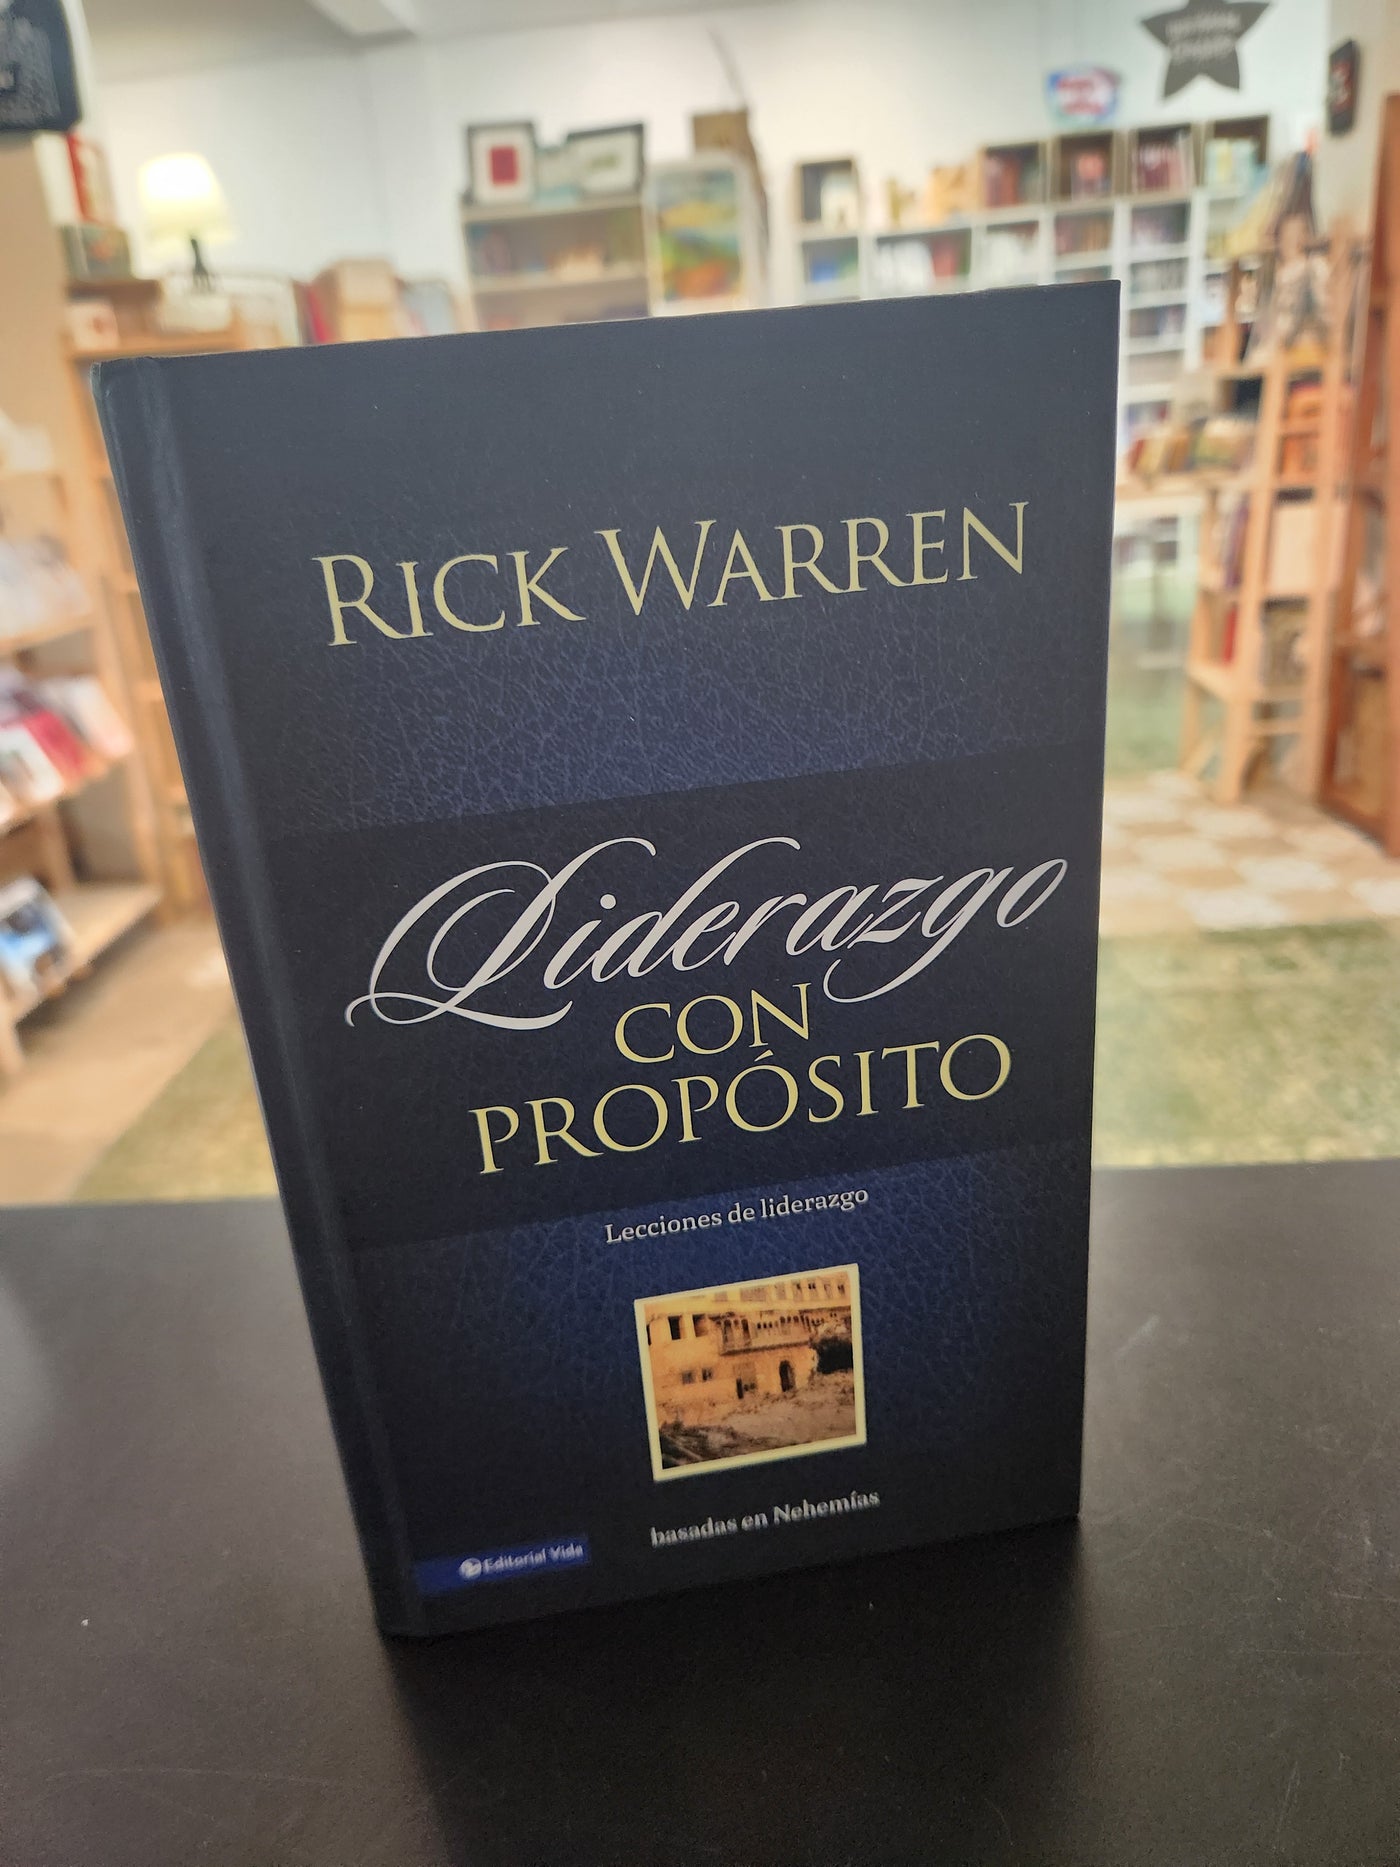 RICK WARREN
Liderazgo
CON
PROPÓSITO
Lecciones de liderazgo
basadas en Nehemías
Editorial Vida